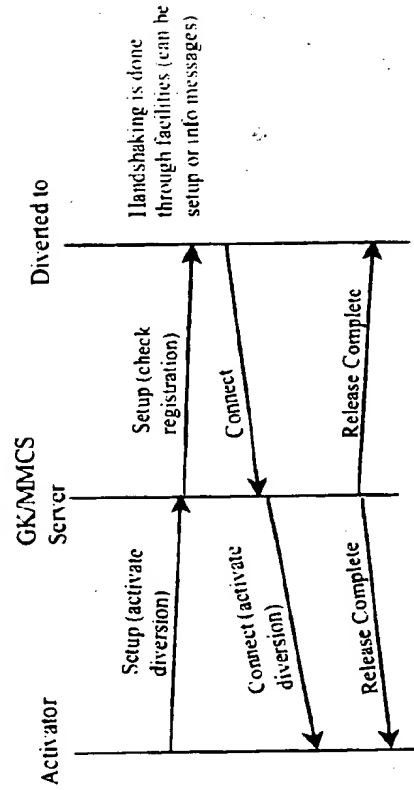 Activator
GK/MMCS
Server
Diverted to
Setup (activate
diversion)
Setup (check
registration)
Handshaking is done
through facilities (can be
setup or info messages)
Connect
Connect (activate
diversion)
Release Complete
Release Complete